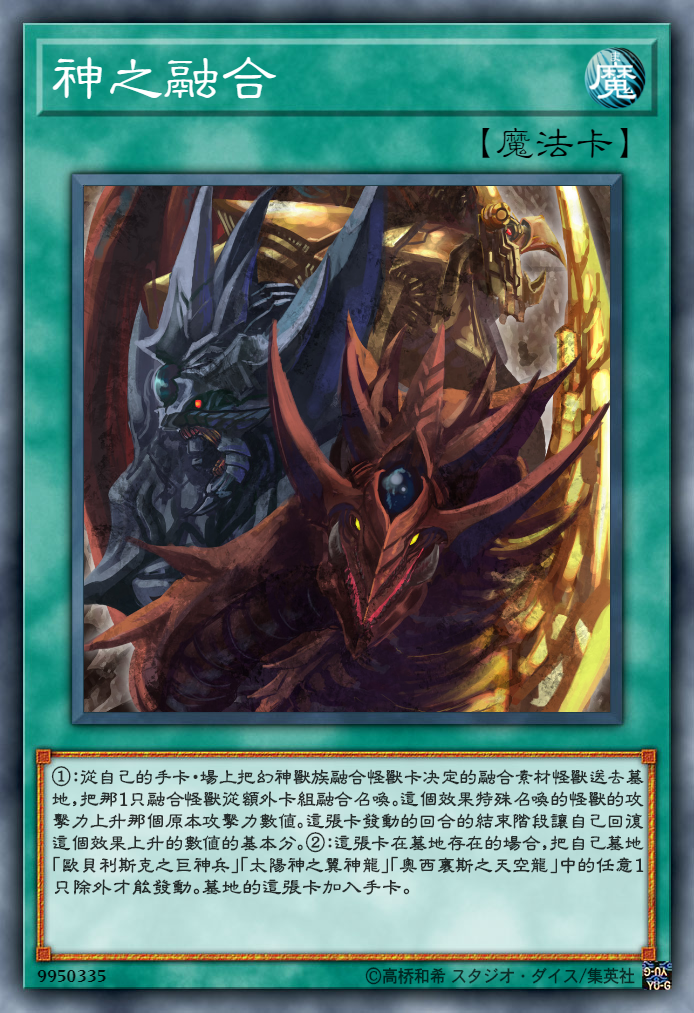 神之融合
魔
【魔法卡】
①:從自己的手卡·場上把幻神獸族融合怪獸卡決定的融合素材怪獸送去墓
地,把那1只融合怪獸從額外卡組融合召喚。這個效果特殊召喚的怪獸的攻
擊力上升那個原本攻擊力數值。這張卡發動的回合的結束階段讓自己回復
這個效果上升的數值的基本分。②:這張卡在墓地存在的場合,把自己墓地
「歐貝利斯克之巨神兵」「太陽神之翼神龍」「奧西裏斯之天空龍」中的任意1
只除外才能發動。墓地的這張卡加入手卡。
9950335
©高桥和希 スタジオ・ダイス/集英社
YU-G
YU-G